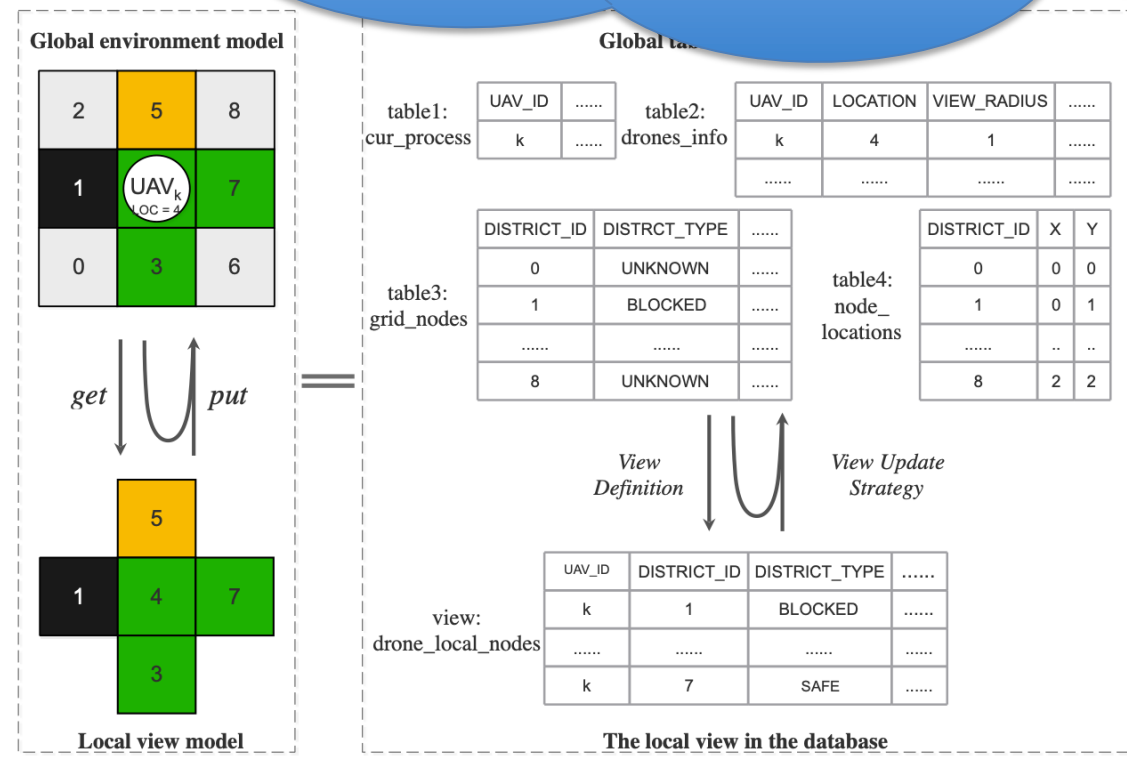 Global environment model
2 5 8
1 UAVk 7
LOC = 4
0 3 6
get put
5
1 4 7
3
Local view model
Global
table1:
cur_process
UAV_ID ......
k ......
table2:
drones_info
UAV_ID LOCATION VIEW_RADIUS ......
k 4 1 ......
...... ...... ...... ......
table3:
grid_nodes
DISTRICT_ID DISTRCT_TYPE ......
0 UNKNOWN ......
1 BLOCKED ......
...... ...... ......
8 UNKNOWN ......
table4:
node_
locations
DISTRICT_ID X Y
0 0 0
1 0 1
...... .. ..
8 2 2
View
Definition
View Update
Strategy
view:
drone_local_nodes
UAV_ID DISTRICT_ID DISTRICT_TYPE ......
k 1 BLOCKED ......
...... ...... ...... ......
k 7 SAFE ......
The local view in the database